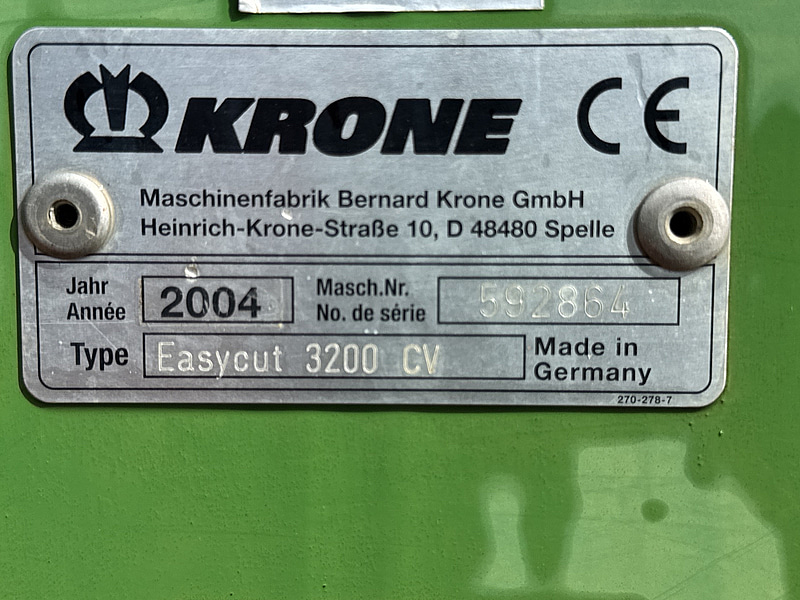 KRONE CE
Maschinenfabrik Bernard Krone GmbH
Heinrich-Krone-Straße 10, D 48480 Spelle
Jahr
Année
2004
Masch.Nr.
No. de série
592864
Type
Easycut 3200 CV
Made in
Germany
270-278-7